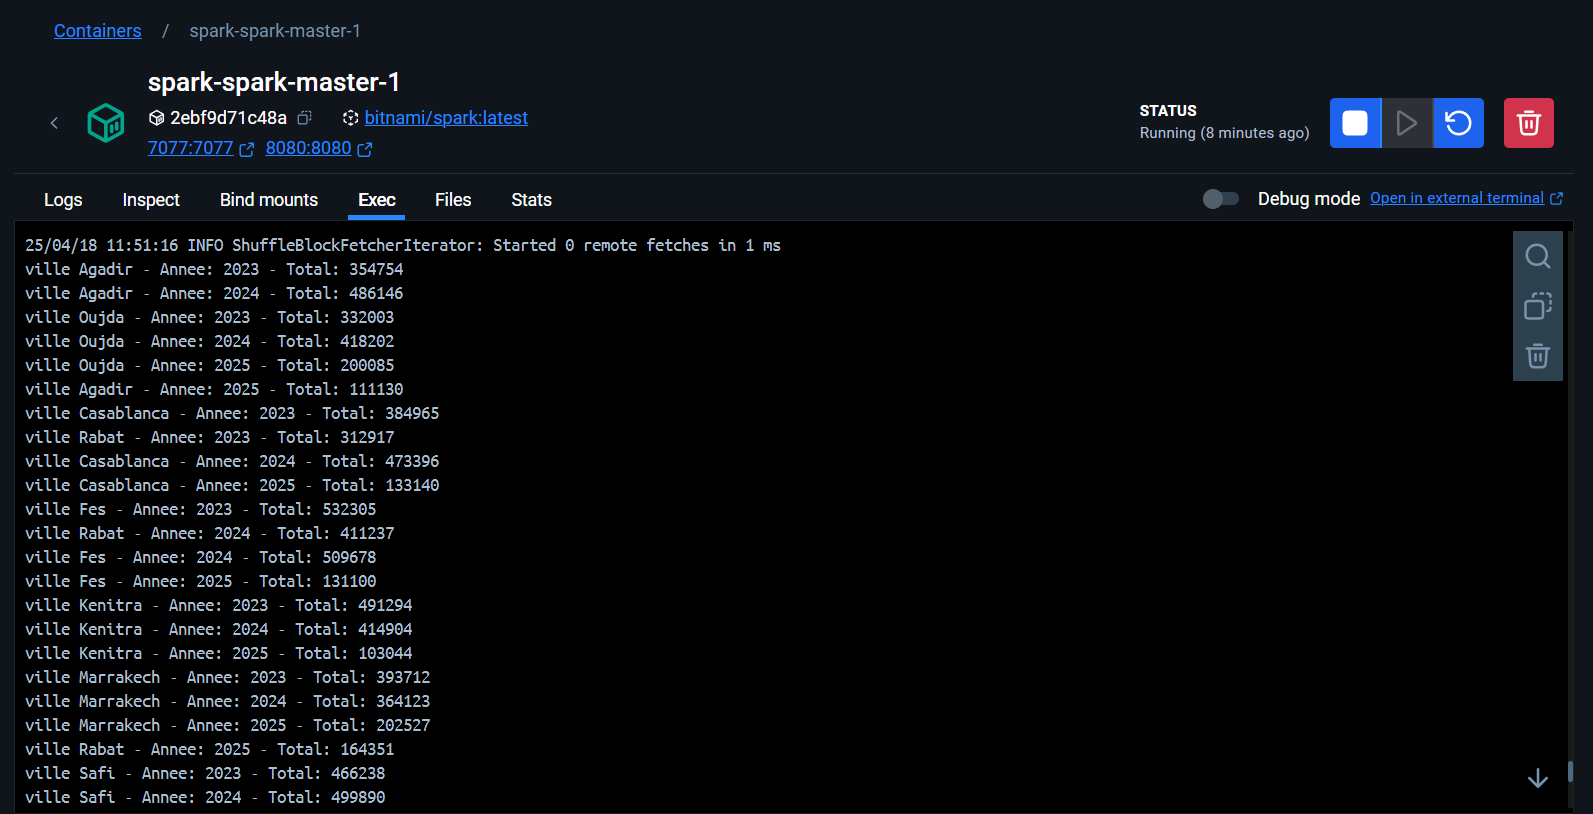 Containers / spark-spark-master-1
spark-spark-master-1
2ebf9d71c48a bitnami/spark:latest
7077:7077 8080:8080
STATUS
Running (8 minutes ago)
Logs Inspect Bind mounts Exec Files Stats
Debug mode Open in external terminal
25/04/18 11:51:16 INFO ShuffleBlockFetcherIterator: Started 0 remote fetches in 1 ms
ville Agadir - Annee: 2023 - Total: 354754
ville Agadir - Annee: 2024 - Total: 486146
ville Oujda - Annee: 2023 - Total: 332003
ville Oujda - Annee: 2024 - Total: 418202
ville Oujda - Annee: 2025 - Total: 200085
ville Agadir - Annee: 2025 - Total: 111130
ville Casablanca - Annee: 2023 - Total: 384965
ville Rabat - Annee: 2023 - Total: 312917
ville Casablanca - Annee: 2024 - Total: 473396
ville Casablanca - Annee: 2025 - Total: 133140
ville Fes - Annee: 2023 - Total: 532305
ville Rabat - Annee: 2024 - Total: 411237
ville Fes - Annee: 2024 - Total: 509678
ville Fes - Annee: 2025 - Total: 131100
ville Kenitra - Annee: 2023 - Total: 491294
ville Kenitra - Annee: 2024 - Total: 414904
ville Kenitra - Annee: 2025 - Total: 103044
ville Marrakech - Annee: 2023 - Total: 393712
ville Marrakech - Annee: 2024 - Total: 364123
ville Marrakech - Annee: 2025 - Total: 202527
ville Rabat - Annee: 2025 - Total: 164351
ville Safi - Annee: 2023 - Total: 466238
ville Safi - Annee: 2024 - Total: 499890